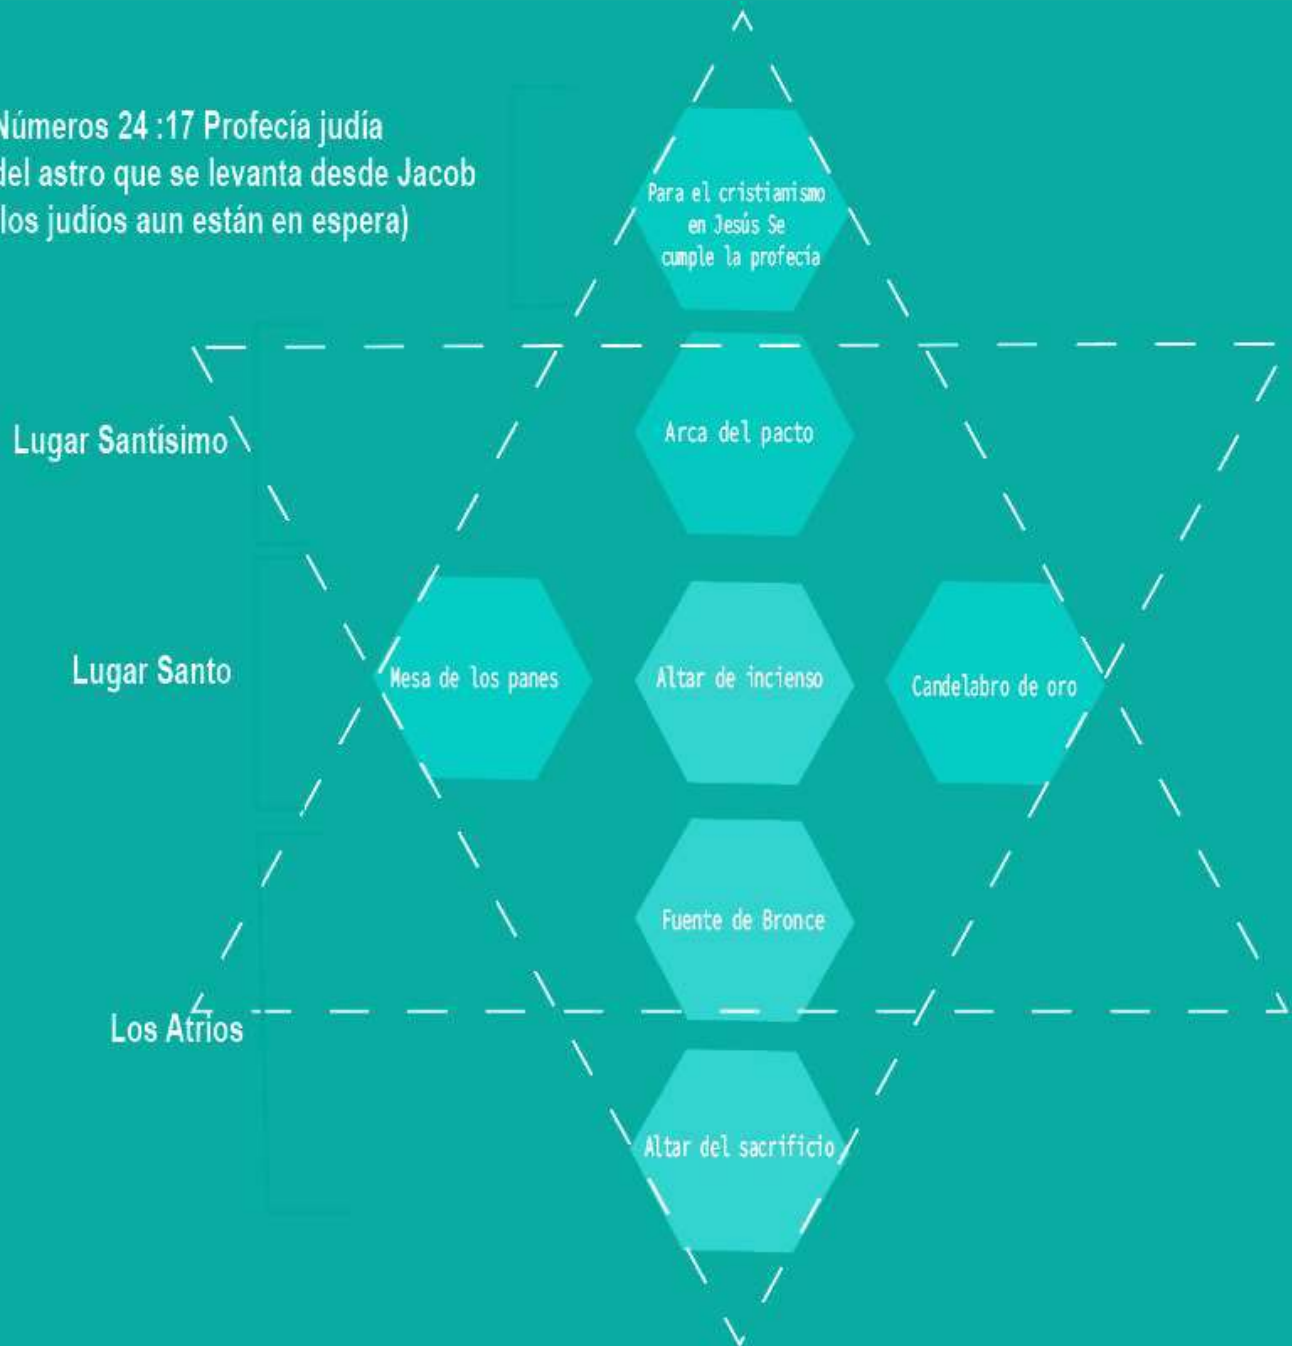 Números 24 :17 Profecía judía
del astro que se levanta desde Jacob
(los judíos aun están en espera)
Para el cristianismo
en Jesús Se
cumple la profecía
Lugar Santísimo
Arca del pacto
Lugar Santo
Mesa de los panes
Altar de incienso
Candelabro de oro
Fuente de Bronce
Los Atrios
Altar del sacrificio